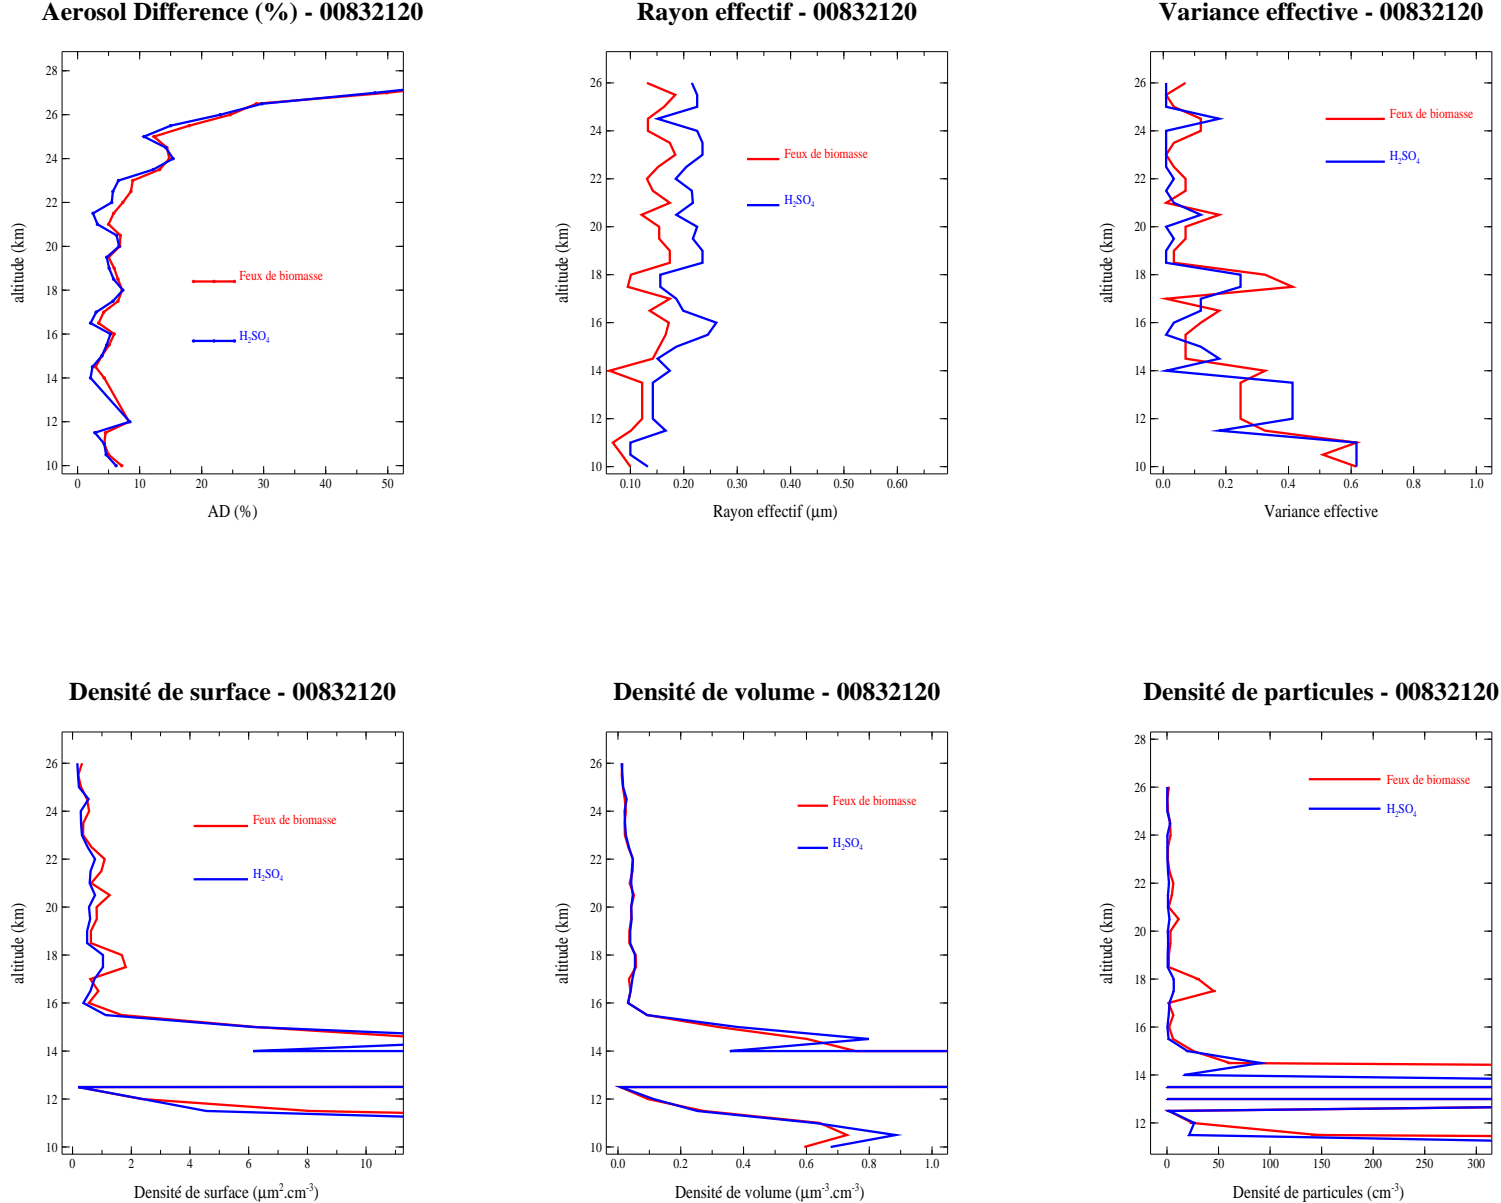 Aerosol Difference (%) - 00832120
28
26
24
22
20
18
16
14
12
10
altitude (km)
Feux de biomasse
H2SO4
0 10 20 30 40 50
AD (%)
Rayon effectif - 00832120
26
24
22
20
18
16
14
12
10
altitude (km)
Feux de biomasse
H2SO4
0.10 0.20 0.30 0.40 0.50 0.60
Rayon effectif (µm)
Variance effective - 00832120
26
24
22
20
18
16
14
12
10
altitude (km)
Feux de biomasse
H2SO4
0.0 0.2 0.4 0.6 0.8 1.0
Variance effective
Densité de surface - 00832120
26
24
22
20
18
16
14
12
10
altitude (km)
Feux de biomasse
H2SO4
0 2 4 6 8 10
Densité de surface (µm².cm⁻³)
Densité de volume - 00832120
26
24
22
20
18
16
14
12
10
altitude (km)
Feux de biomasse
H2SO4
0.0 0.2 0.4 0.6 0.8 1.0
Densité de volume (µm⁻³.cm⁻³)
Densité de particules - 00832120
28
26
24
22
20
18
16
14
12
altitude (km)
Feux de biomasse
H2SO4
0 50 100 150 200 250 300
Densité de particules (cm⁻³)